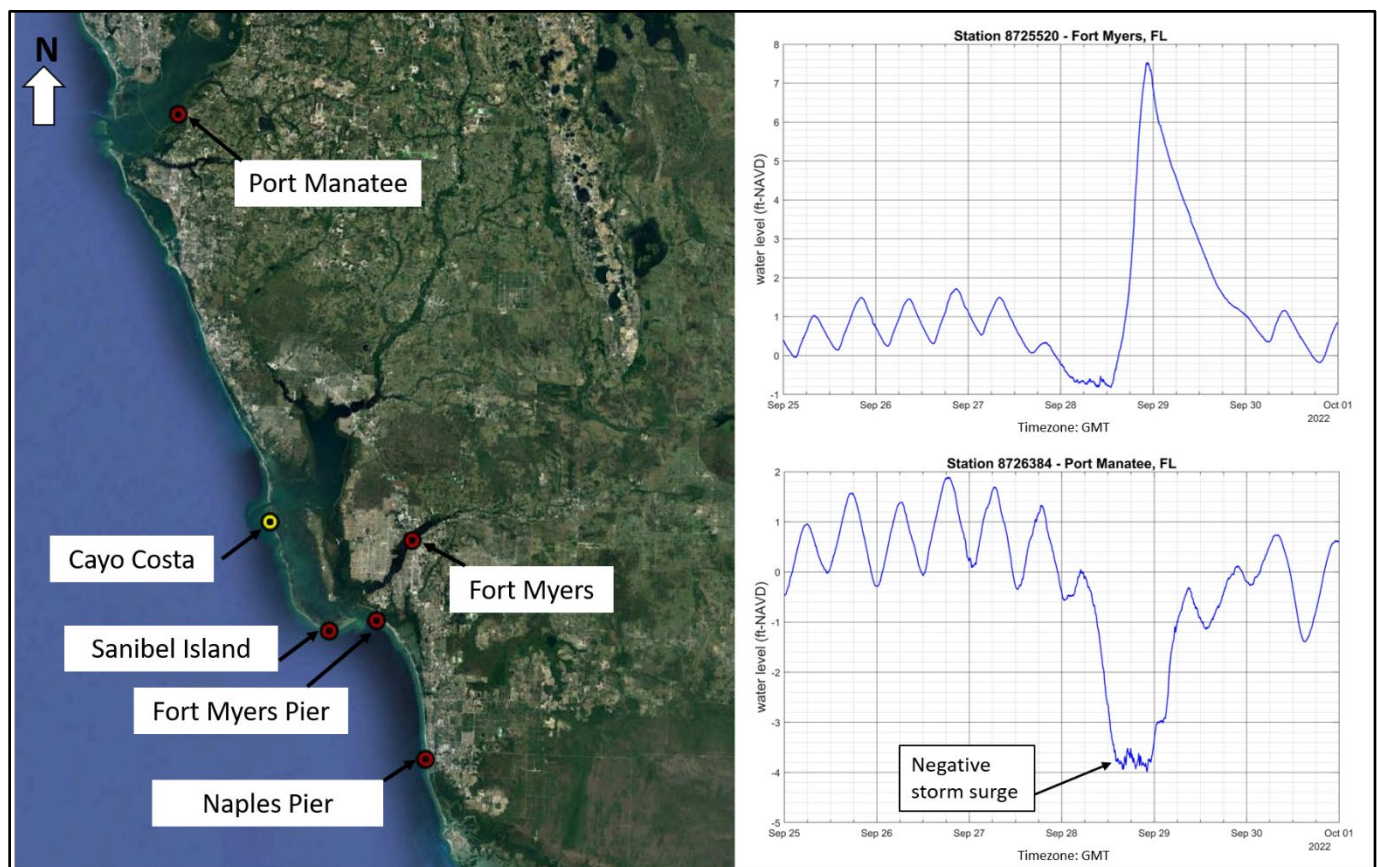 N
Port Manatee
Cayo Costa
Fort Myers
Sanibel Island
Fort Myers Pier
Naples Pier
Station 8725520 - Fort Myers, FL
water level (ft-NAVD)
8
7
6
5
4
3
2
1
0
-1
Sep 25
Sep 26
Sep 27
Sep 28
Sep 29
Sep 30
Oct 01
2022
Timezone: GMT
Station 8726384 - Port Manatee, FL
water level (ft-NAVD)
2
1
0
-1
-2
-3
-4
-5
Negative
storm surge
Sep 25
Sep 26
Sep 27
Sep 28
Sep 29
Sep 30
Oct 01
2022
Timezone: GMT